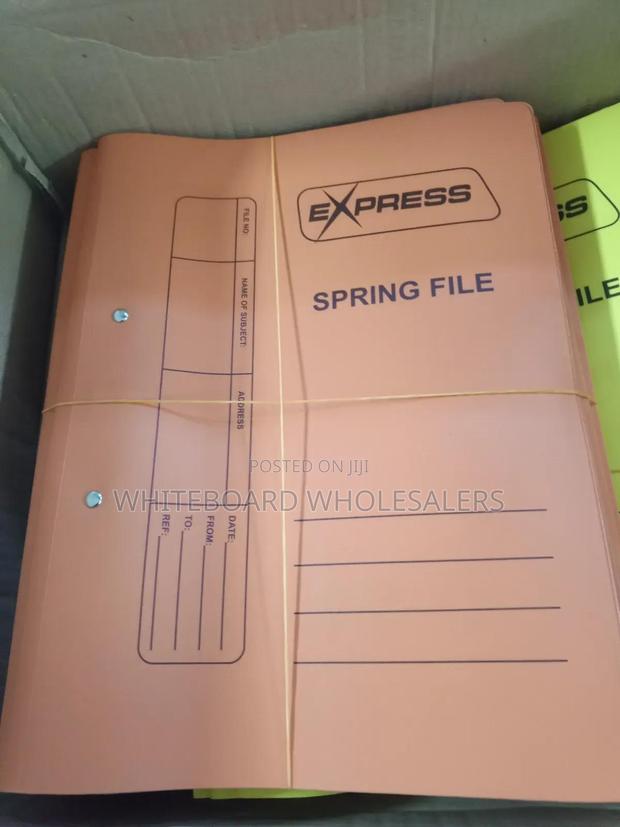 EXPRESS
SPRING FILE
FILE NO:
NAME OF SUBJECT:
ADDRESS
DATE:
FROM:
TO:
REF:
SS
ILE
POSTED ON JIJI
WHITEBOARD WHOLESALERS